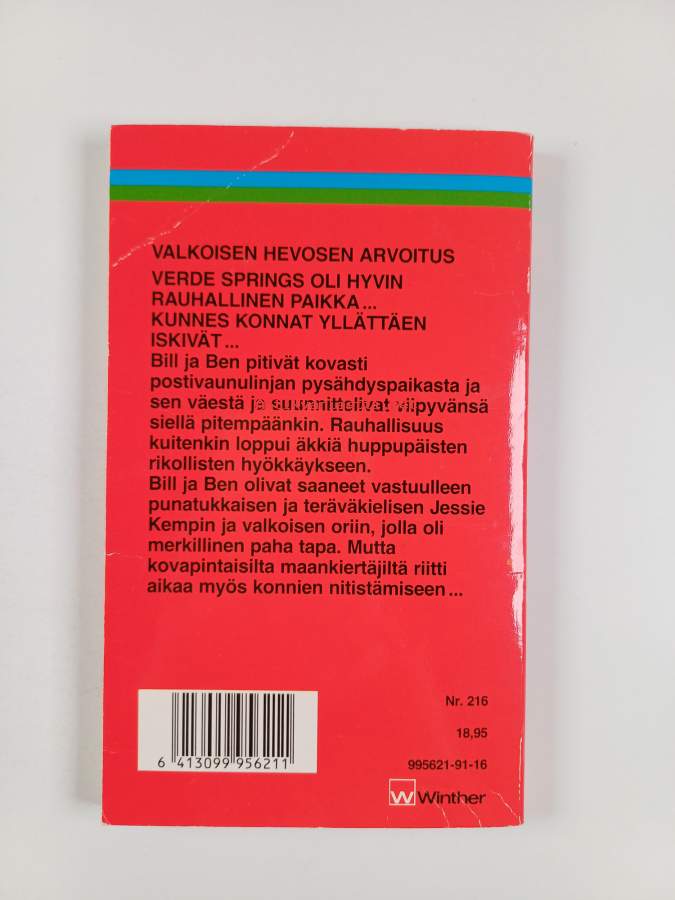 VALKOISEN HEVOSEN ARVOITUS
VERDE SPRINGS OLI HYVIN
RAUHALLINEN PAIKKA...
KUNNES KONNAT YLLÄTTÄEN
ISKIVÄT...
Bill ja Ben pitivät kovasti
postivaunulinjan pysähdyspaikasta ja
sen väestä ja suunnittelivat viipyvänsä
siellä pitempäänkin. Rauhallisuus
kuitenkin loppui äkkiä huppupäisten
rikollisten hyökkäykseen.
Bill ja Ben olivat saaneet vastuulleen
punatukkaisen ja teräväkielisen Jessie
Kempin ja valkoisen oriin, jolla oli
merkillinen paha tapa. Mutta
kovapintaisilta maankiertäjiltä riitti
aikaa myös konnien nitistämiseen...
Nr. 216
18,95
6 413099 956211
995621-91-16
W Winther